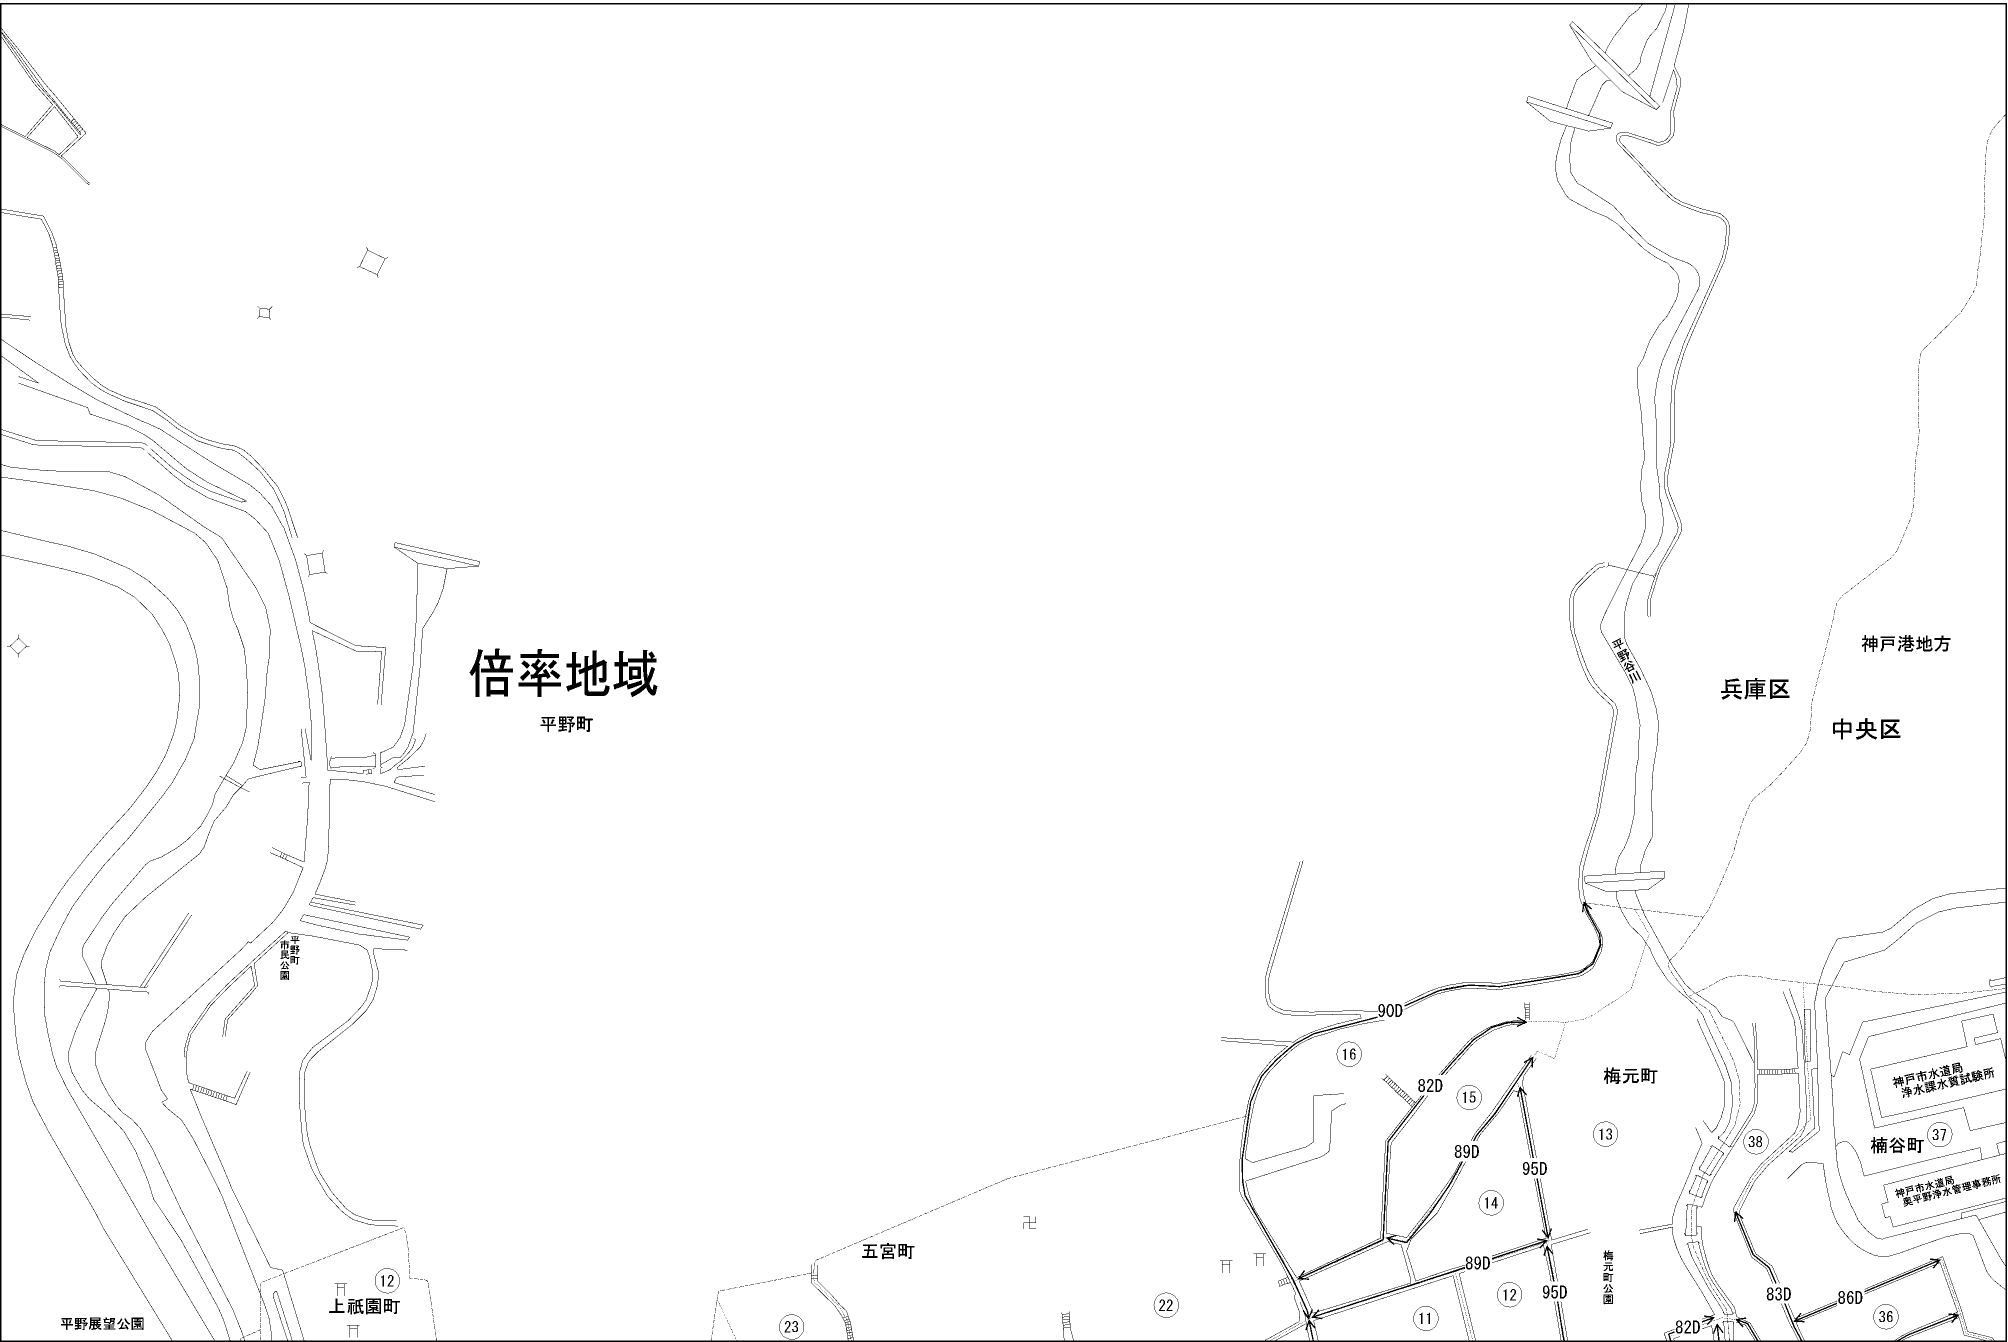 神戸港地方
平野谷川
倍率地域
兵庫区
平野町
中央区
平野町
市民公園
90D
16
梅元町
神戸市水道局
浄水課水質試験所
82D
15
13
38
楠谷町
37
89D
95D
神戸市水道局
奥平野浄水管理事務所
14
五宮町
梅元町公園
89D
12
上祇園町
95D
12
83D
86D
22
11
36
平野展望公園
23
82D